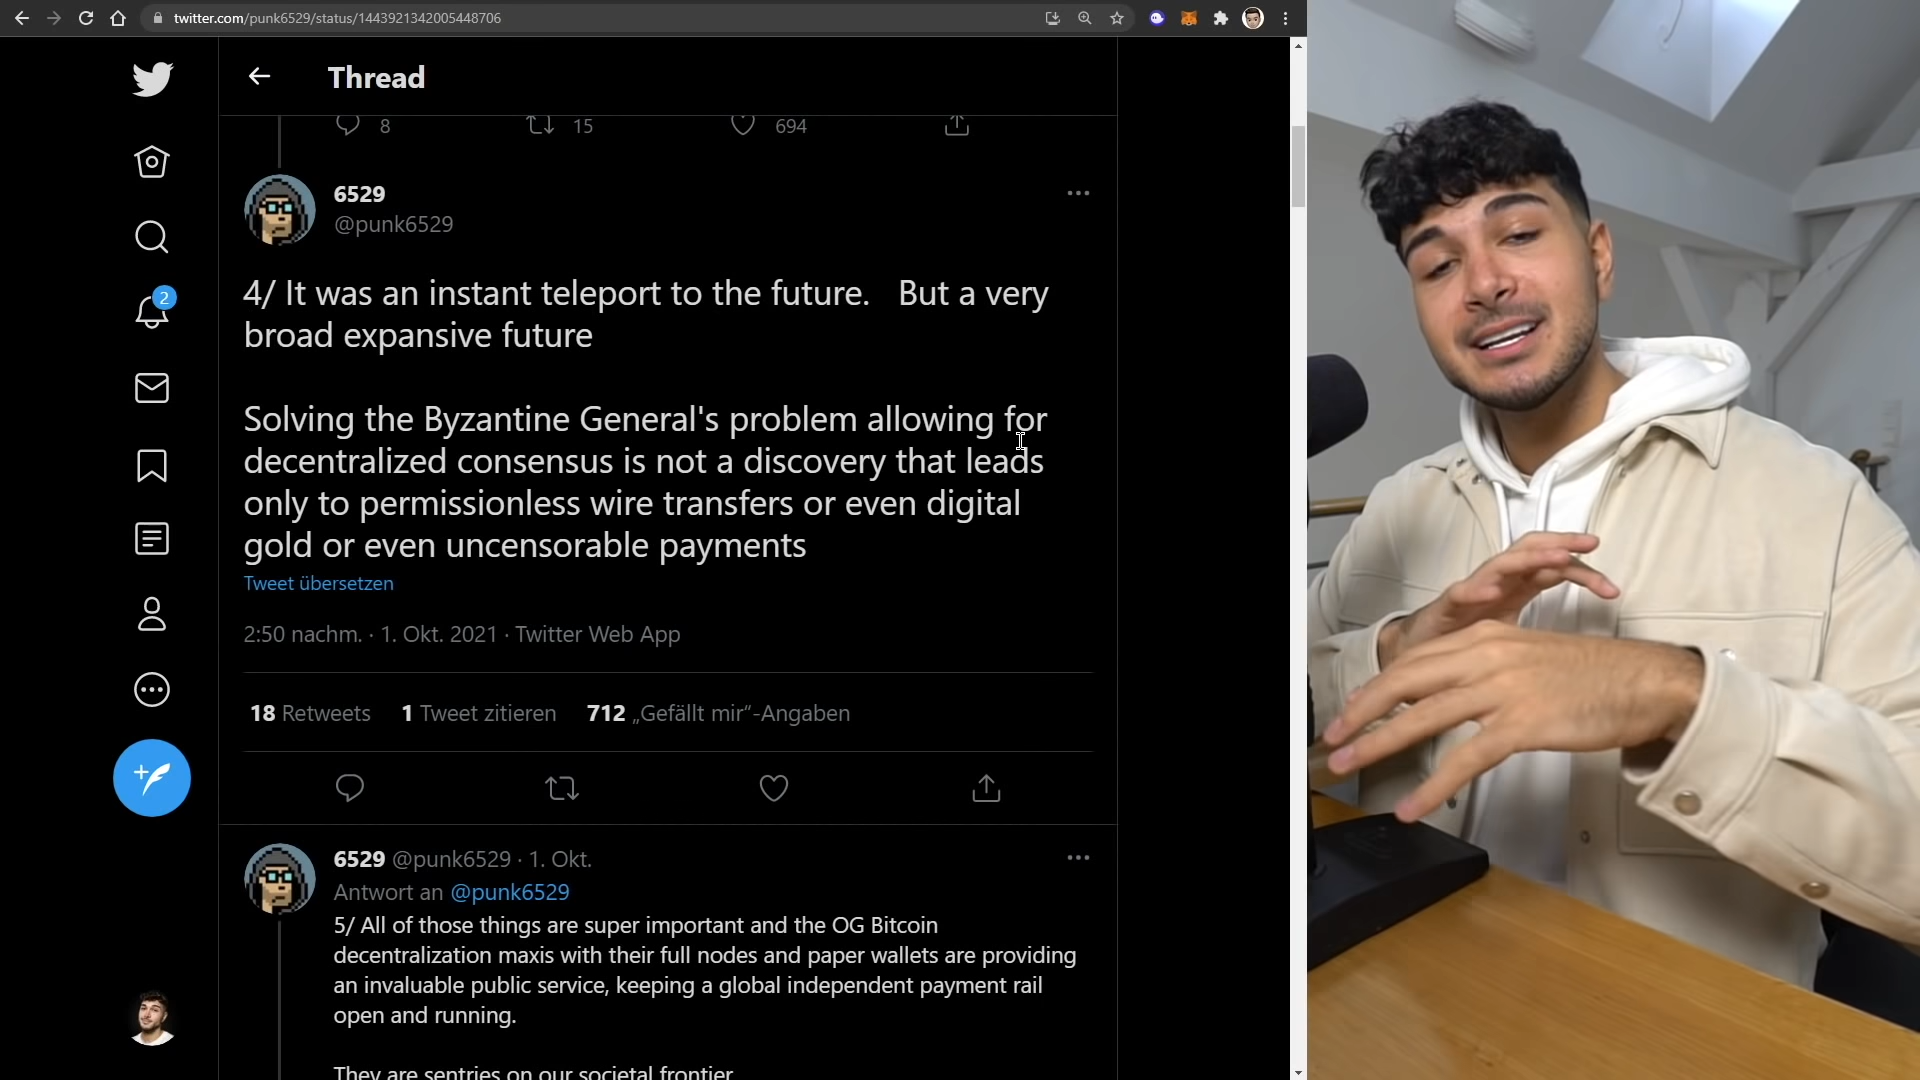 twitter.com/punk6529/status/1443921342005448706
Thread
8 15 694
6529
@punk6529
4/ It was an instant teleport to the future. But a very
broad expansive future
Solving the Byzantine General's problem allowing for
decentralized consensus is not a discovery that leads
only to permissionless wire transfers or even digital
gold or even uncensorable payments
Tweet übersetzen
2:50 nachm. · 1. Okt. 2021 · Twitter Web App
18 Retweets 1 Tweet zitieren 712 „Gefällt mir“-Angaben
2
6529 @punk6529 · 1. Okt.
Antwort an @punk6529
5/ All of those things are super important and the OG Bitcoin
decentralization maxis with their full nodes and paper wallets are providing
an invaluable public service, keeping a global independent payment rail
open and running.
They are sentries on our societal frontier